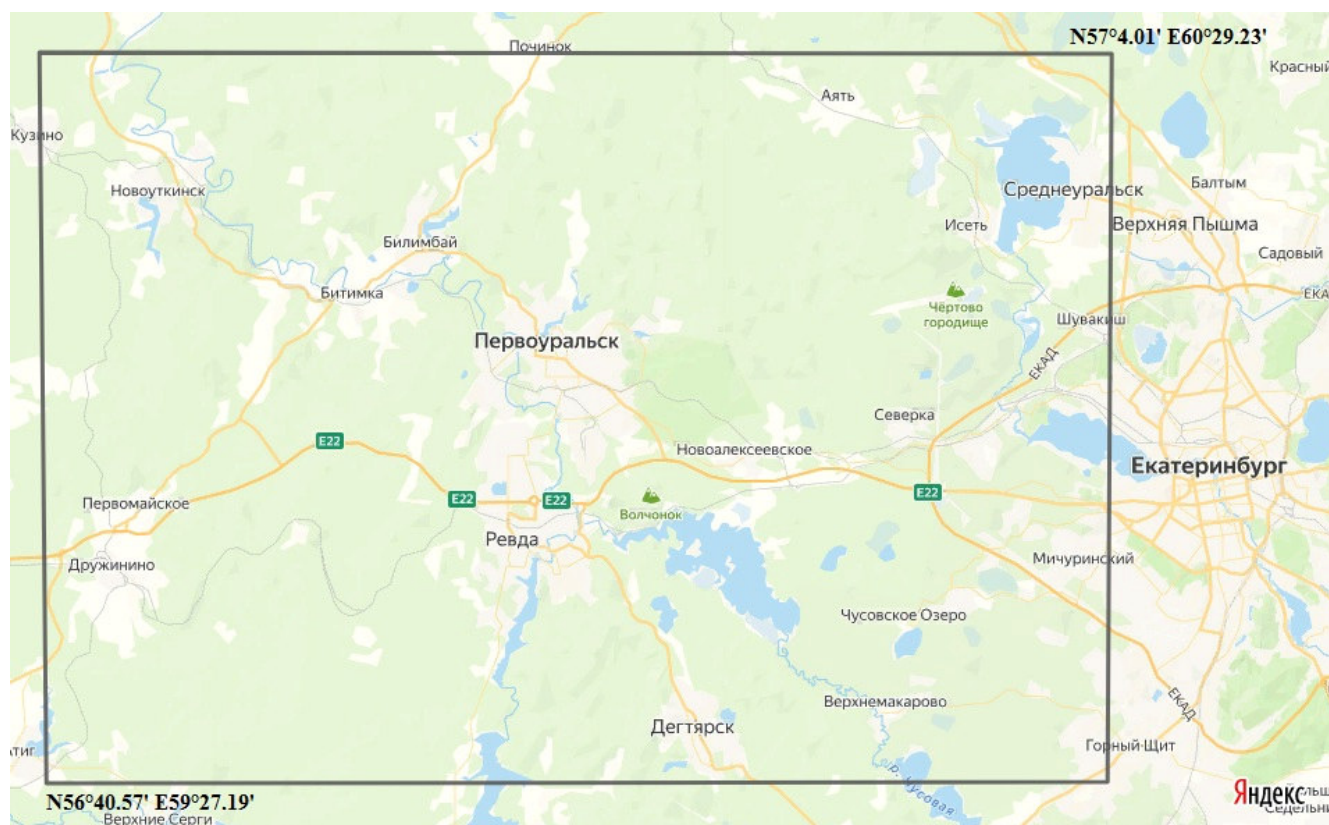 N57°4.01' E60°29.23'
Починок
Красный
Аять
Кузино
Среднеуральск
Балтым
Новоуткинск
Исеть
Верхняя Пышма
Билимбай
Садовый
Битимка
ЕКА
Чёртово
городище
Шувакиш
Первоуральск
ЕКАД
Северка
E22
Новоалексеевское
Екатеринбург
E22
E22
E22
Первомайское
Волчонок
Ревда
Мичуринский
Дружинино
Чусовское Озеро
Верхнемакарово
ЕКАД
Дегтярск
Горный Щит
тиг
р. Чусовая
Яндекс
N56°40.57' E59°27.19'
Верхние Серги